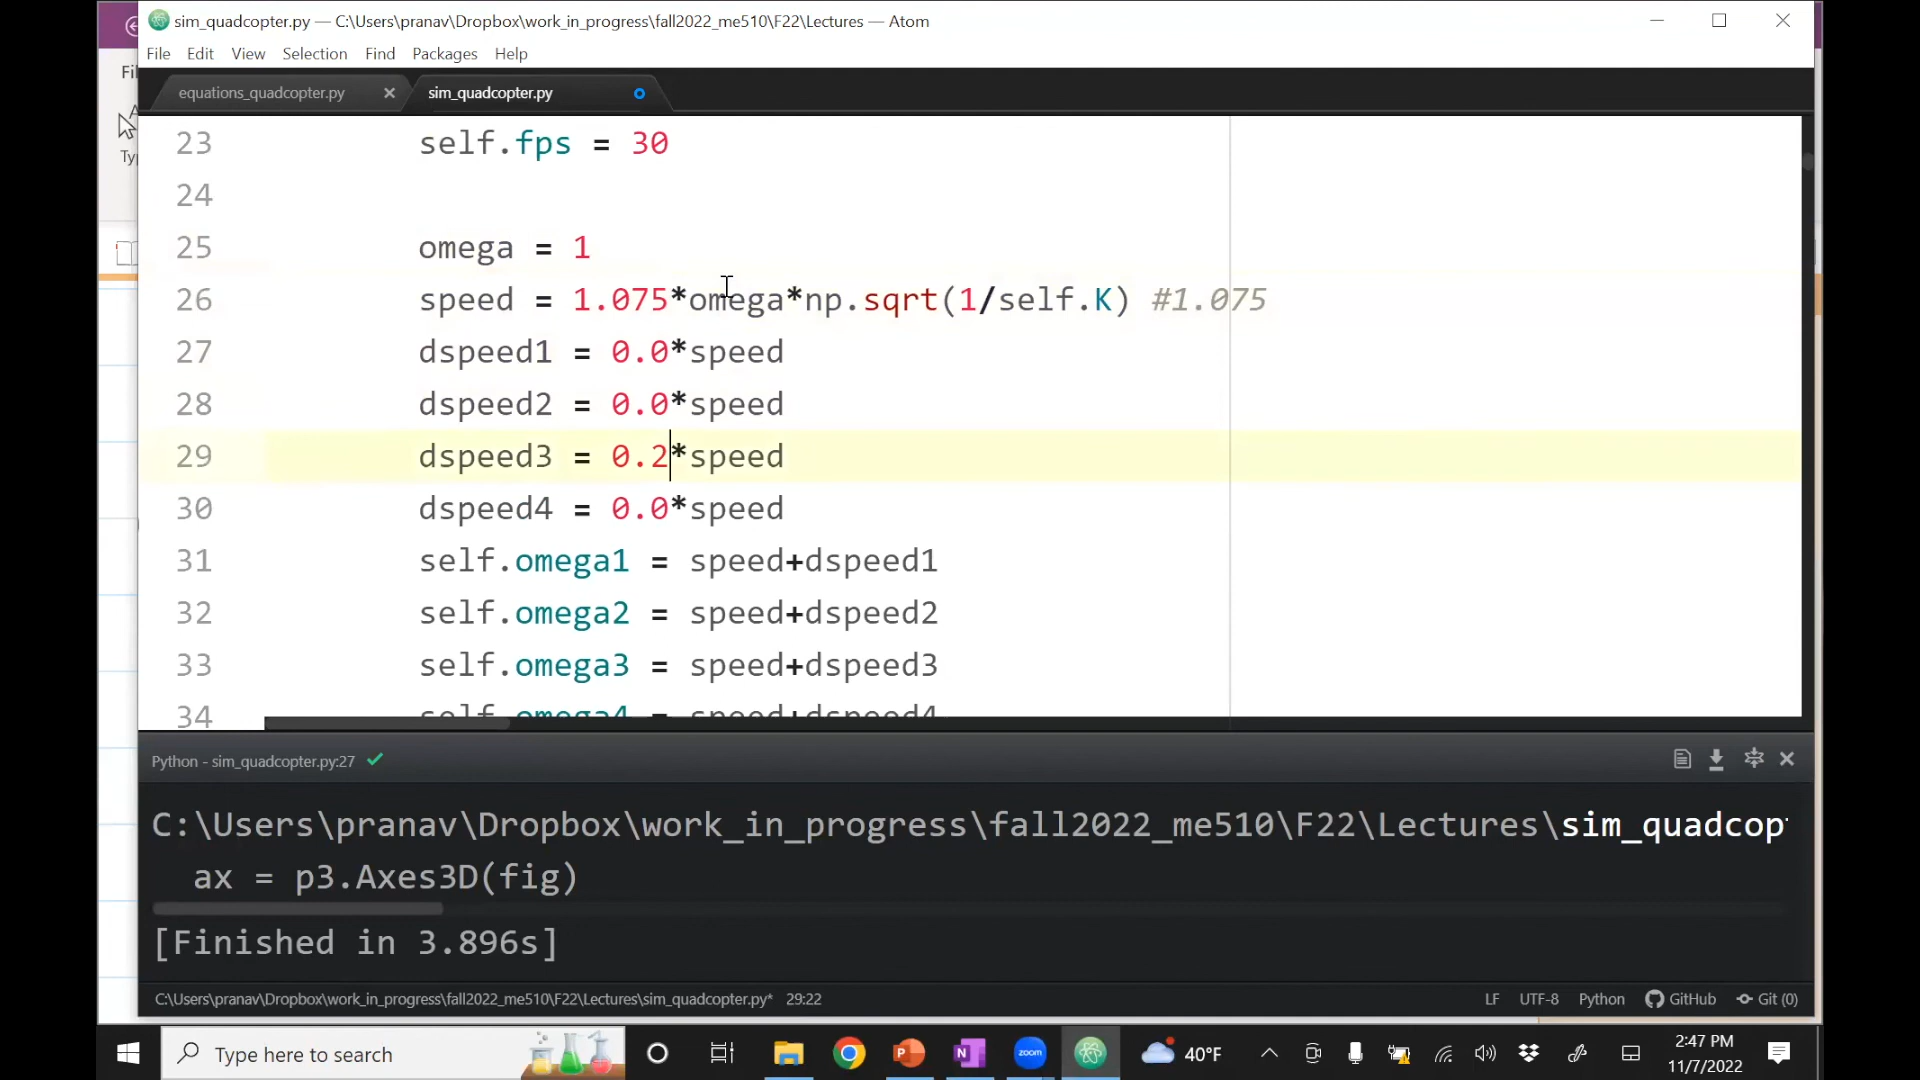 sim_quadcopter.py — C:\Users\pranav\Dropbox\work_in_progress\fall2022_me510\F22\Lectures — Atom
File Edit View Selection Find Packages Help
equations_quadcopter.py
sim_quadcopter.py
23 self.fps = 30
24
25 omega = 1
26 speed = 1.075*omega*np.sqrt(1/self.K) #1.075
27 dspeed1 = 0.0*speed
28 dspeed2 = 0.0*speed
29 dspeed3 = 0.2*speed
30 dspeed4 = 0.0*speed
31 self.omega1 = speed+dspeed1
32 self.omega2 = speed+dspeed2
33 self.omega3 = speed+dspeed3
34 self.omega4 = speed+dspeed4
Python - sim_quadcopter.py:27
C:\Users\pranav\Dropbox\work_in_progress\fall2022_me510\F22\Lectures\sim_quadcop
ax = p3.Axes3D(fig)
[Finished in 3.896s]
C:\Users\pranav\Dropbox\work_in_progress\fall2022_me510\F22\Lectures\sim_quadcopter.py* 29:22
LF UTF-8 Python GitHub Git (0)
Type here to search
zoom
40°F
2:47 PM
11/7/2022